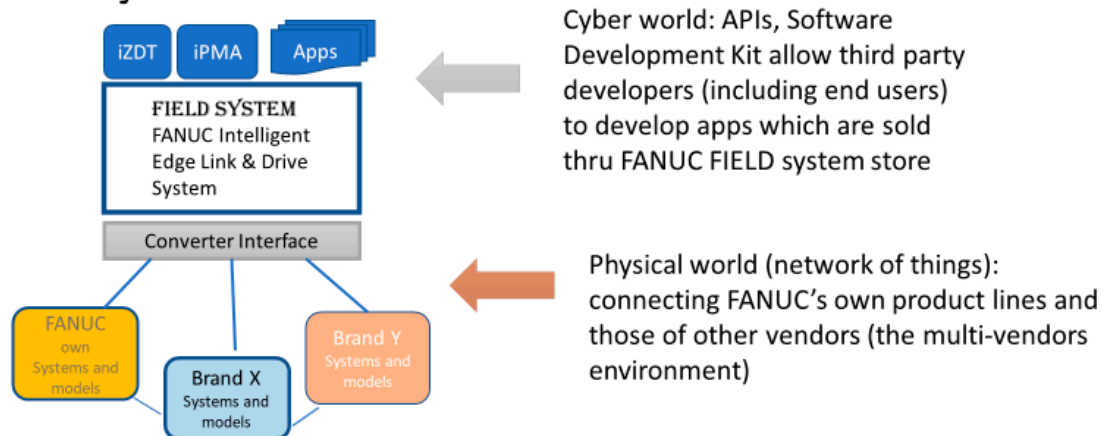 iZDT
iPMA
Apps
FIELD SYSTEM
FANUC Intelligent
Edge Link & Drive
System
Converter Interface
FANUC
own
Systems and
models
Brand X
Systems and
models
Brand Y
Systems and
models
Cyber world: APIs, Software
Development Kit allow third party
developers (including end users)
to develop apps which are sold
thru FANUC FIELD system store
Physical world (network of things):
connecting FANUC’s own product lines and
those of other vendors (the multi-vendors
environment)